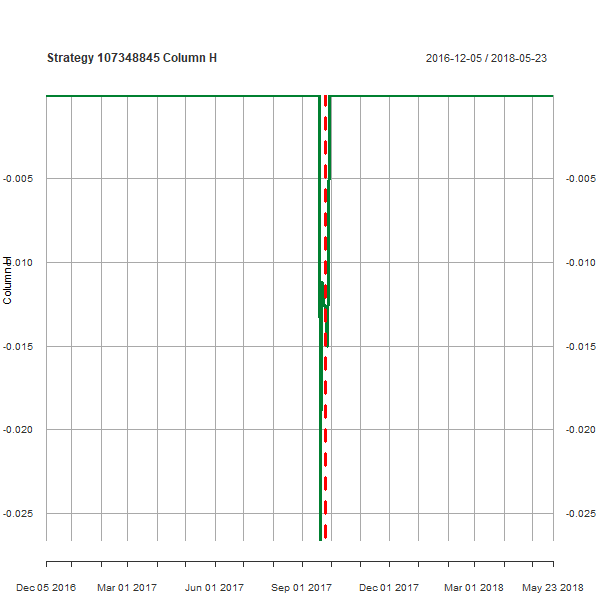 Strategy 107348845 Column H
2016-12-05 / 2018-05-23
-0.005 -0.005
-0.010 -0.010
Column H
-0.015 -0.015
-0.020 -0.020
-0.025 -0.025
Dec 05 2016 Mar 01 2017 Jun 01 2017 Sep 01 2017 Dec 01 2017 Mar 01 2018 May 23 2018